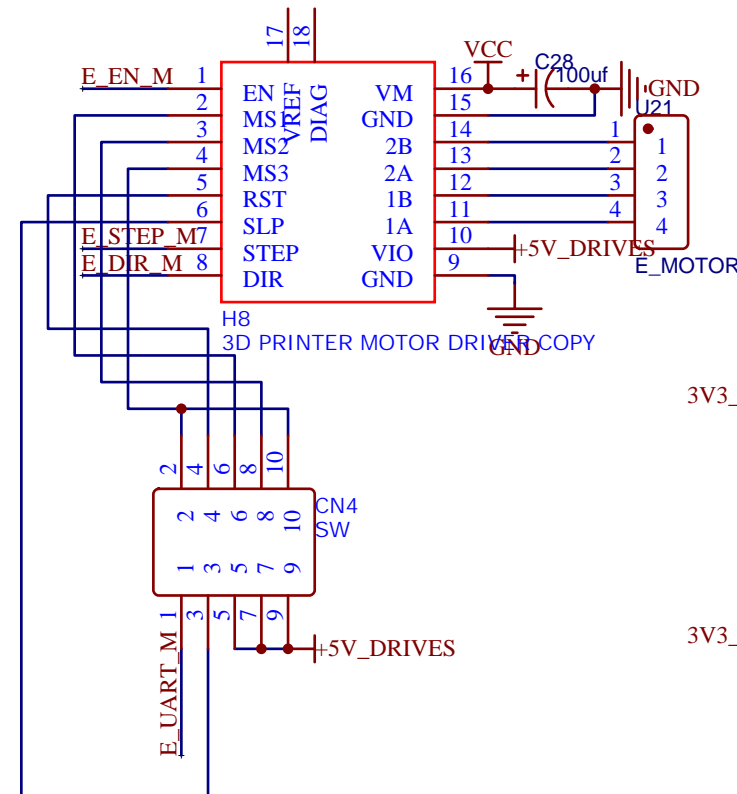 17 18
VCC
C28
100uf
GND
U21
E_EN_M 1 EN VM 16
2 MS1 GND 15
3 MS2 2B 14 1 1
4 MS3 2A 13 2 2
5 RST 1B 12 3 3
6 SLP 1A 11 4 4
E_STEP_M 7 STEP VIO 10 +5V_DRIVES
E_DIR_M 8 DIR GND 9
VREF
DIAG
E_MOTOR
H8
3D PRINTER MOTOR DRIVER COPY
GND
3V3_
2 4 6 8 10
CN4
SW
2 4 6 8 10
1 3 5 7 9
1 3 5 7 9
+5V_DRIVES
E_UART_M
3V3_